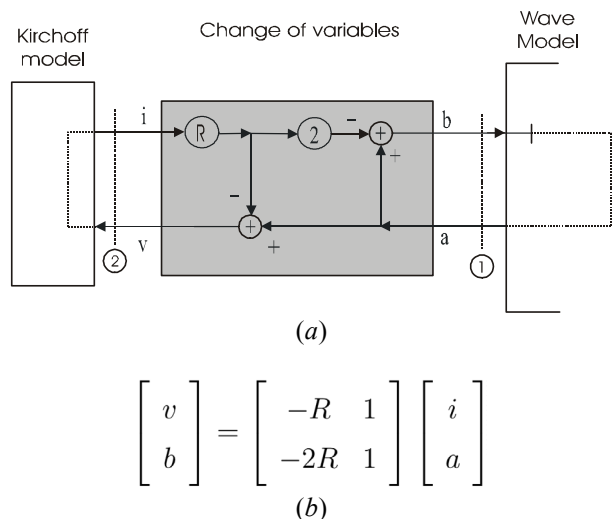 Kirchoff
model
Change of variables
Wave
Model
i
R
2
−
+
b
+
−
v
+
+
a
2
1
(a)
[ v ] = [ −R 1 ] [ i ]
[ b ] [ −2R 1 ] [ a ]
(b)